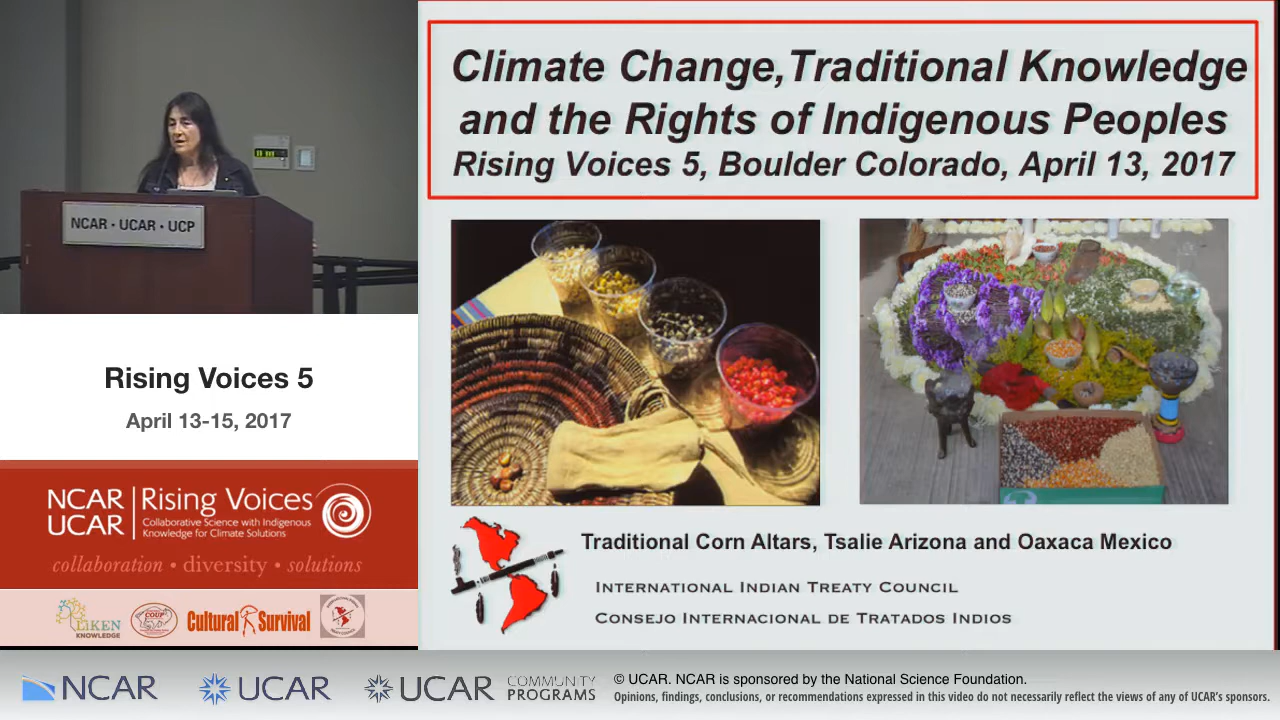 NCAR • UCAR • UCP
Rising Voices 5
April 13-15, 2017
NCAR
UCAR
Rising Voices
Collaborative Science with Indigenous
Knowledge for Climate Solutions
collaboration • diversity • solutions
LiKEN
KNOWLEDGE
COUP
Cultural Survival
Climate Change,Traditional Knowledge
and the Rights of Indigenous Peoples
Rising Voices 5, Boulder Colorado, April 13, 2017
Traditional Corn Altars, Tsalie Arizona and Oaxaca Mexico
INTERNATIONAL INDIAN TREATY COUNCIL
CONSEJO INTERNACIONAL DE TRATADOS INDIOS
NCAR
UCAR
UCAR
COMMUNITY
PROGRAMS
© UCAR. NCAR is sponsored by the National Science Foundation.
Opinions, findings, conclusions, or recommendations expressed in this video do not necessarily reflect the views of any of UCAR's sponsors.